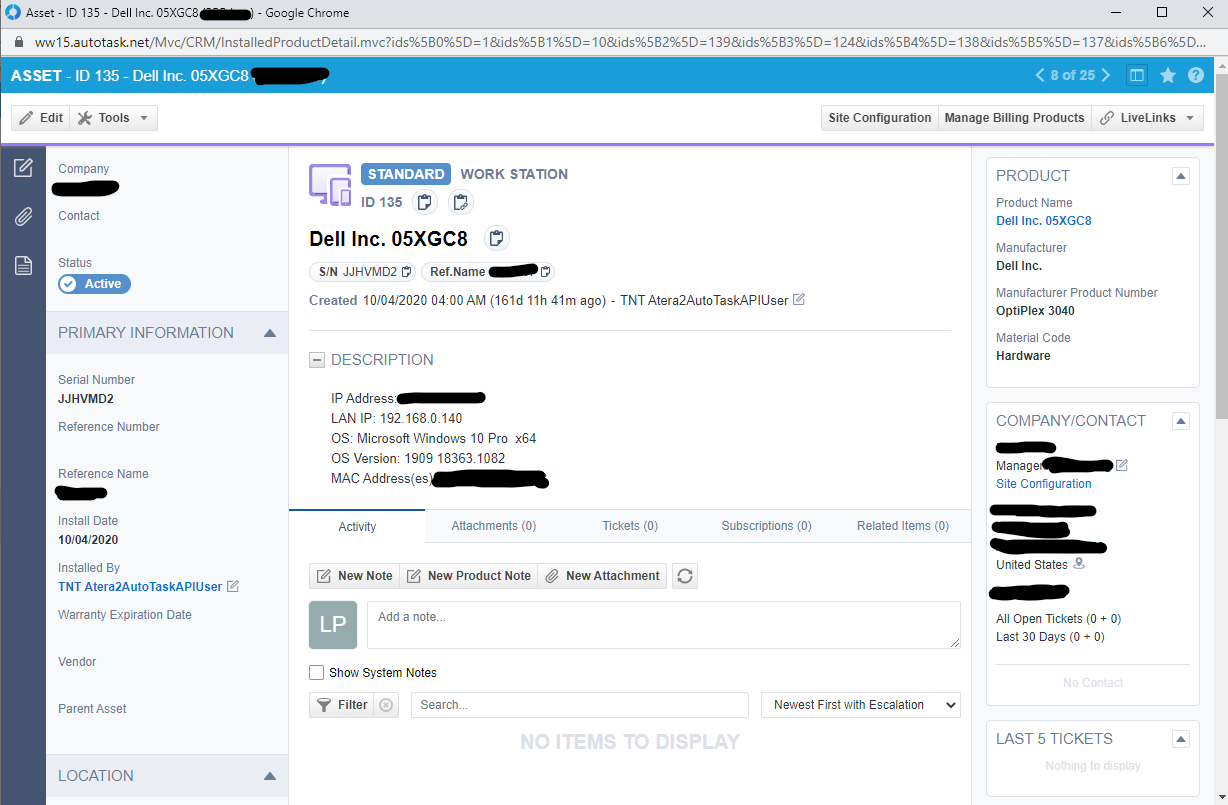 Asset - ID 135 - Dell Inc. 05XGC8 - Google Chrome
ww15.autotask.net/Mvc/CRM/InstalledProductDetail.mvc?ids%5B0%5D=1&ids%5B1%5D=10&ids%5B2%5D=139&ids%5B3%5D=124&ids%5B4%5D=138&ids%5B5%5D=137&ids%5B6%5D...
ASSET - ID 135 - Dell Inc. 05XGC8
8 of 25
Edit
Tools
Site Configuration
Manage Billing Products
LiveLinks
Company
Contact
Status
Active
PRIMARY INFORMATION
Serial Number
JJHVMD2
Reference Number
Reference Name
Install Date
10/04/2020
Installed By
TNT Atera2AutoTaskAPIUser
Warranty Expiration Date
Vendor
Parent Asset
LOCATION
STANDARD WORK STATION
ID 135
Dell Inc. 05XGC8
S/N JJHVMD2
Ref.Name
Created 10/04/2020 04:00 AM (161d 11h 41m ago) - TNT Atera2AutoTaskAPIUser
DESCRIPTION
IP Address:
LAN IP: 192.168.0.140
OS: Microsoft Windows 10 Pro x64
OS Version: 1909 18363.1082
MAC Address(es)
Activity
Attachments (0)
Tickets (0)
Subscriptions (0)
Related Items (0)
New Note
New Product Note
New Attachment
LP
Add a note...
Show System Notes
Filter
Search...
Newest First with Escalation
NO ITEMS TO DISPLAY
PRODUCT
Product Name
Dell Inc. 05XGC8
Manufacturer
Dell Inc.
Manufacturer Product Number
OptiPlex 3040
Material Code
Hardware
COMPANY/CONTACT
Manager
Site Configuration
United States
All Open Tickets (0 + 0)
Last 30 Days (0 + 0)
No Contact
LAST 5 TICKETS
Nothing to display